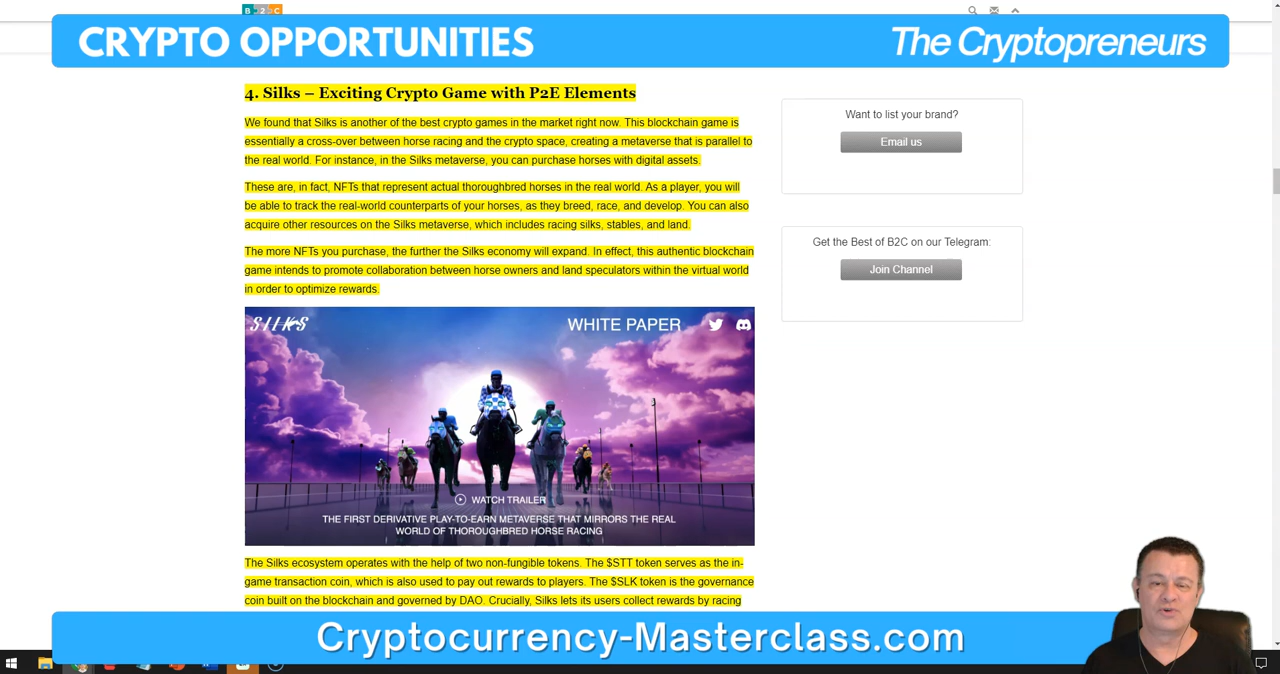 B2C
CRYPTO OPPORTUNITIES
The Cryptopreneurs
4. Silks – Exciting Crypto Game with P2E Elements
We found that Silks is another of the best crypto games in the market right now. This blockchain game is
essentially a cross-over between horse racing and the crypto space, creating a metaverse that is parallel to
the real world. For instance, in the Silks metaverse, you can purchase horses with digital assets.
These are, in fact, NFTs that represent actual thoroughbred horses in the real world. As a player, you will
be able to track the real-world counterparts of your horses, as they breed, race, and develop. You can also
acquire other resources on the Silks metaverse, which includes racing silks, stables, and land.
The more NFTs you purchase, the further the Silks economy will expand. In effect, this authentic blockchain
game intends to promote collaboration between horse owners and land speculators within the virtual world
in order to optimize rewards.
SILKS
WHITE PAPER
WATCH TRAILER
THE FIRST DERIVATIVE PLAY-TO-EARN METAVERSE THAT MIRRORS THE REAL
WORLD OF THOROUGHBRED HORSE RACING
The Silks ecosystem operates with the help of two non-fungible tokens. The $STT token serves as the in-
game transaction coin, which is also used to pay out rewards to players. The $SLK token is the governance
coin built on the blockchain and governed by DAO. Crucially, Silks lets its users collect rewards by racing
Want to list your brand?
Email us
Get the Best of B2C on our Telegram:
Join Channel
Cryptocurrency-Masterclass.com